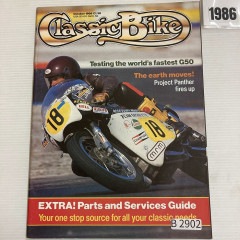 1986
Classic Bike
Testing the world's fastest G50
The earth moves!
Project Panther
fires up
18
18
EXTRA! Parts and Services Guide
Your one stop source for all your classic needs
B 2902